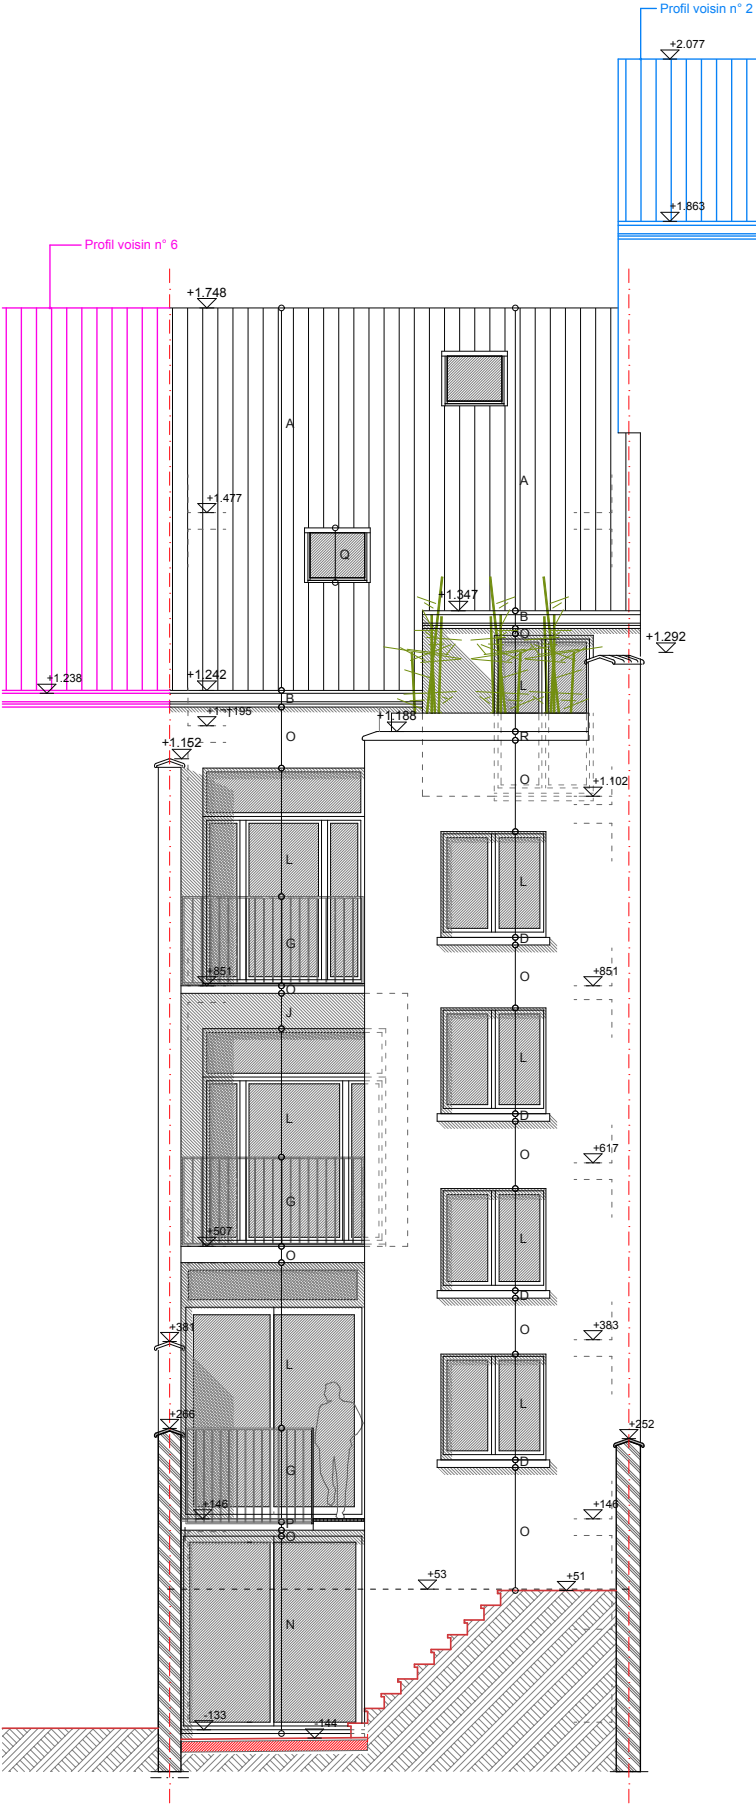 Profil voisin n° 2
+2.077
+1.863
Profil voisin n° 6
+1.748
A
A
+1.477
Q
+1.347
B
O
+1.292
L
+1.238
+1.242
B
+1.188
R
O
+1.152
O
+1.102
L
L
G
D
+851
O
O
+851
J
L
L
D
G
O
+617
+507
O
L
D
+381
O
+383
L
L
+266
+252
G
D
+146
P
O
+146
O
+53
+51
N
-133
-144